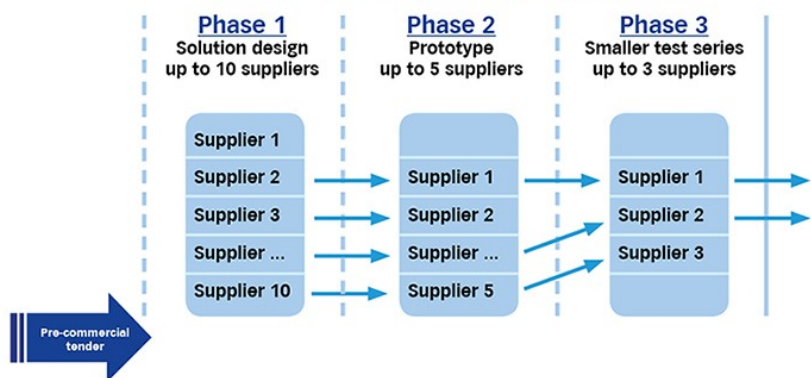 Phase 1
Solution design
up to 10 suppliers
Phase 2
Prototype
up to 5 suppliers
Phase 3
Smaller test series
up to 3 suppliers
Supplier 1
Supplier 2
Supplier 3
Supplier ...
Supplier 10
Supplier 1
Supplier 2
Supplier ...
Supplier 5
Supplier 1
Supplier 2
Supplier 3
Pre-commercial
tender